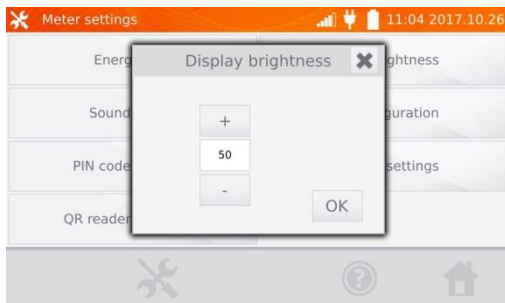 Meter settings 11:04 2017.10.26
Energ
Display brightness
ghtness
Sound
+
guration
PIN code
50
settings
-
QR reader
OK
?